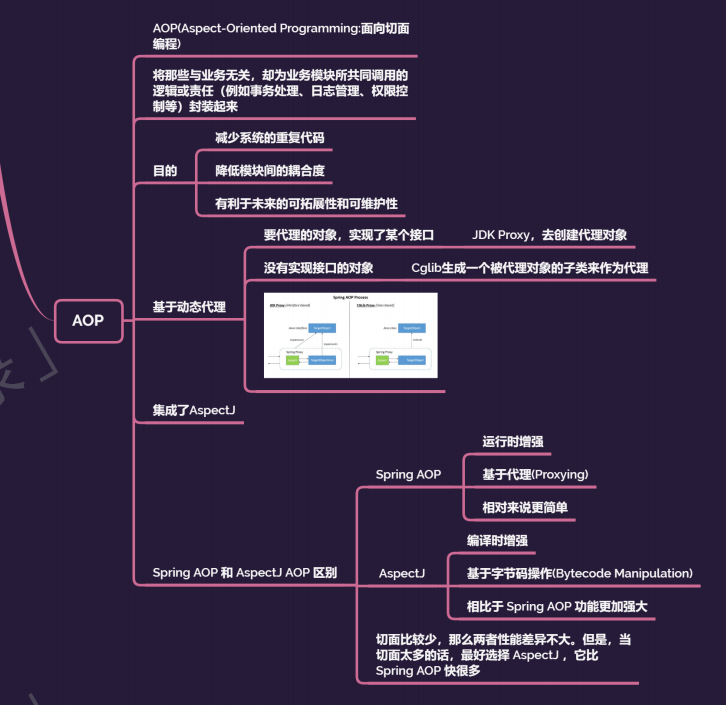 AOP(Aspect-Oriented Programming:面向切面
编程)
将那些与业务无关，却为业务模块所共同调用的
逻辑或责任（例如事务处理、日志管理、权限控
制等）封装起来
减少系统的重复代码
目的
降低模块间的耦合度
有利于未来的可拓展性和可维护性
要代理的对象，实现了某个接口
JDK Proxy，去创建代理对象
没有实现接口的对象
Cglib生成一个被代理对象的子类来作为代理
基于动态代理
Spring AOP Process
AOP
集成了AspectJ
运行时增强
Spring AOP
基于代理(Proxying)
相对来说更简单
编译时增强
Spring AOP 和 AspectJ AOP 区别
AspectJ
基于字节码操作(Bytecode Manipulation)
相比于 Spring AOP 功能更加强大
切面比较少，那么两者性能差异不大。但是，当
切面太多的话，最好选择 AspectJ ，它比
Spring AOP 快很多